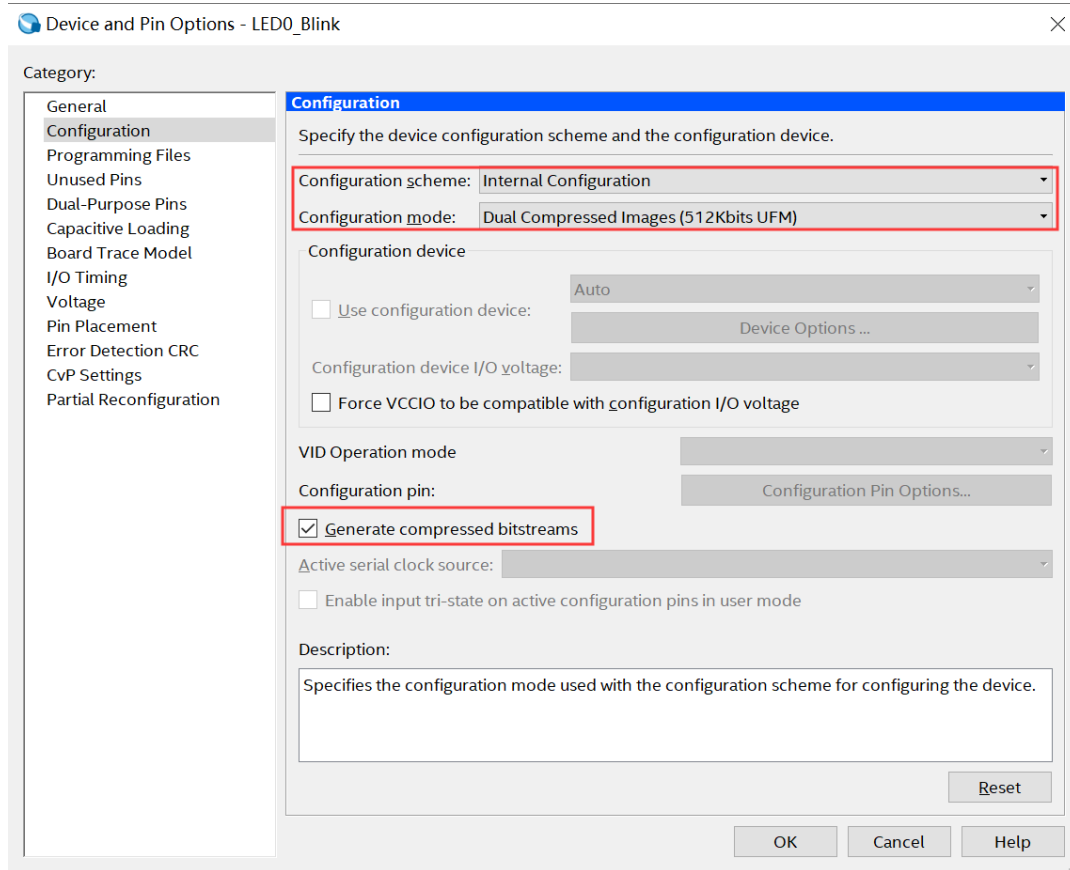 Device and Pin Options - LED0_Blink
Category:
General
Configuration
Programming Files
Unused Pins
Dual-Purpose Pins
Capacitive Loading
Board Trace Model
I/O Timing
Voltage
Pin Placement
Error Detection CRC
CvP Settings
Partial Reconfiguration
Configuration
Specify the device configuration scheme and the configuration device.
Configuration scheme: Internal Configuration
Configuration mode: Dual Compressed Images (512Kbits UFM)
Configuration device
Auto
Use configuration device:
Device Options ...
Configuration device I/O voltage:
Force VCCIO to be compatible with configuration I/O voltage
VID Operation mode
Configuration pin: Configuration Pin Options...
Generate compressed bitstreams
Active serial clock source:
Enable input tri-state on active configuration pins in user mode
Description:
Specifies the configuration mode used with the configuration scheme for configuring the device.
Reset
OK Cancel Help